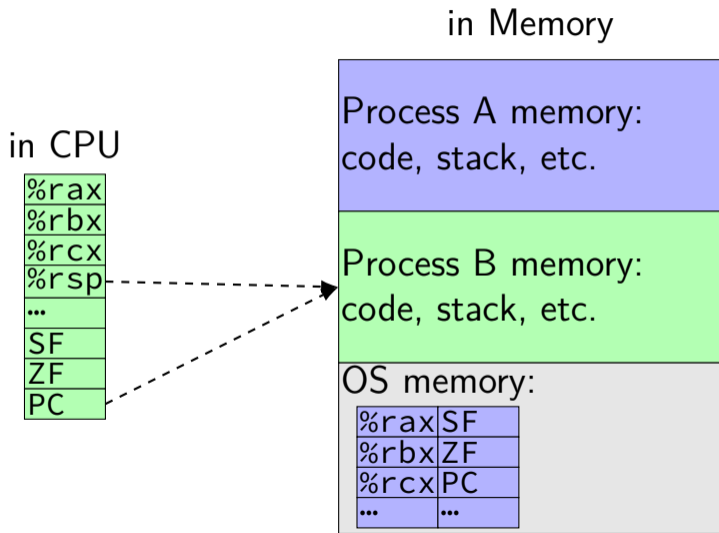 in Memory
Process A memory:
code, stack, etc.
in CPU
%rax
%rbx
%rcx
%rsp
…
SF
ZF
PC
Process B memory:
code, stack, etc.
OS memory:
%rax SF
%rbx ZF
%rcx PC
… …